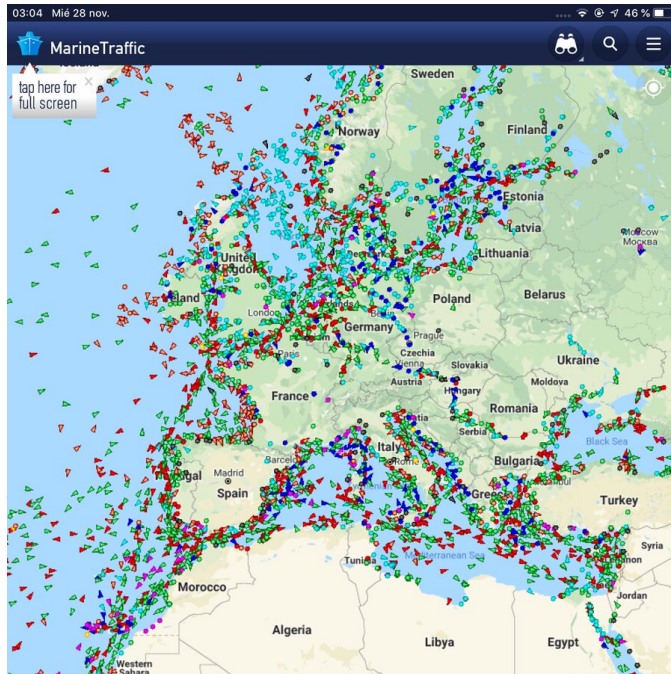 03:04 Mié 28 nov.
46 %
MarineTraffic
tap here for
full screen
Sweden
Norway
Finland
Estonia
Latvia
Moscow
Москва
Lithuania
United
Kingdom
Ireland
London
Poland
Belarus
Berlin
Germany
Prague
Czechia
Paris
Vienna
Slovakia
Ukraine
Austria
Hungary
Moldova
France
Romania
Serbia
Italy
Black Sea
Bulgaria
Rome
Madrid
Spain
Turkey
Greece
Syria
Mediterranean Sea
Lebanon
Jordan
Morocco
Algeria
Libya
Egypt
Western
Sahara